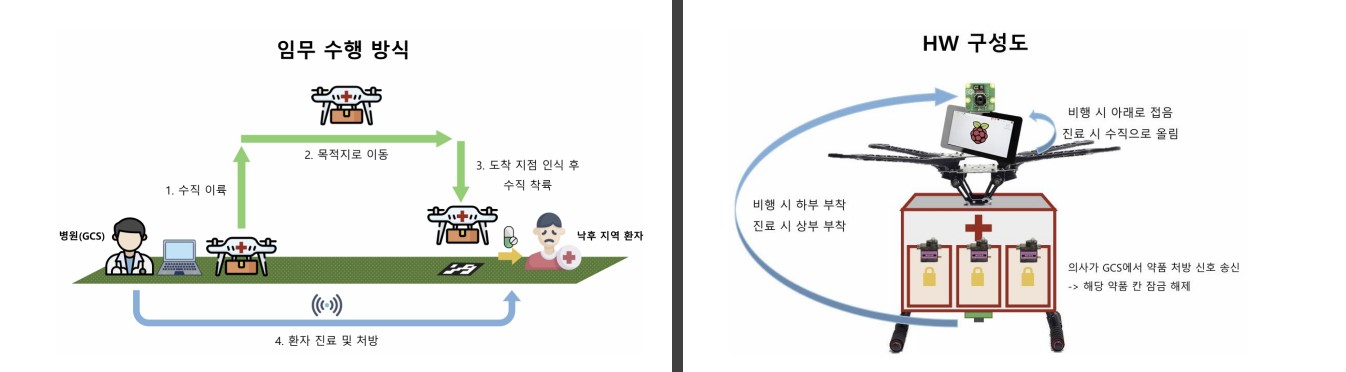 임무 수행 방식
2. 목적지로 이동
3. 도착 지점 인식 후
수직 착륙
1. 수직 이륙
병원(GCS)
낙후 지역 환자
4. 환자 진료 및 처방
HW 구성도
비행 시 아래로 접음
진료 시 수직으로 올림
비행 시 하부 부착
진료 시 상부 부착
의사가 GCS에서 약품 처방 신호 송신
-> 해당 약품 칸 잠금 해제